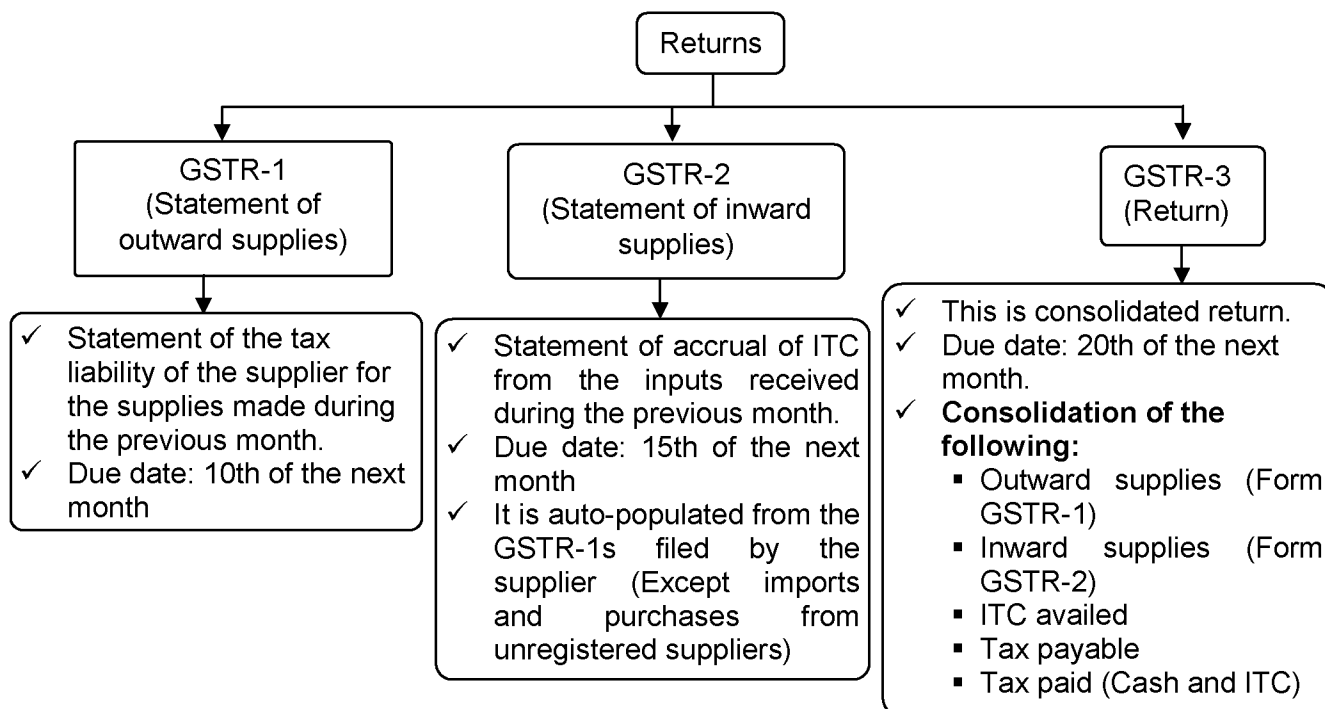 Returns
GSTR-1
(Statement of
outward supplies)
GSTR-2
(Statement of inward
supplies)
GSTR-3
(Return)
✓ Statement of the tax
liability of the supplier for
the supplies made during
the previous month.
✓ Due date: 10th of the next
month
✓ Statement of accrual of ITC
from the inputs received
during the previous month.
✓ Due date: 15th of the next
month
✓ It is auto-populated from the
GSTR-1s filed by the
supplier (Except imports
and purchases from
unregistered suppliers)
✓ This is consolidated return.
✓ Due date: 20th of the next
month.
✓ Consolidation of the
following:
▪ Outward supplies (Form
GSTR-1)
▪ Inward supplies (Form
GSTR-2)
▪ ITC availed
▪ Tax payable
▪ Tax paid (Cash and ITC)